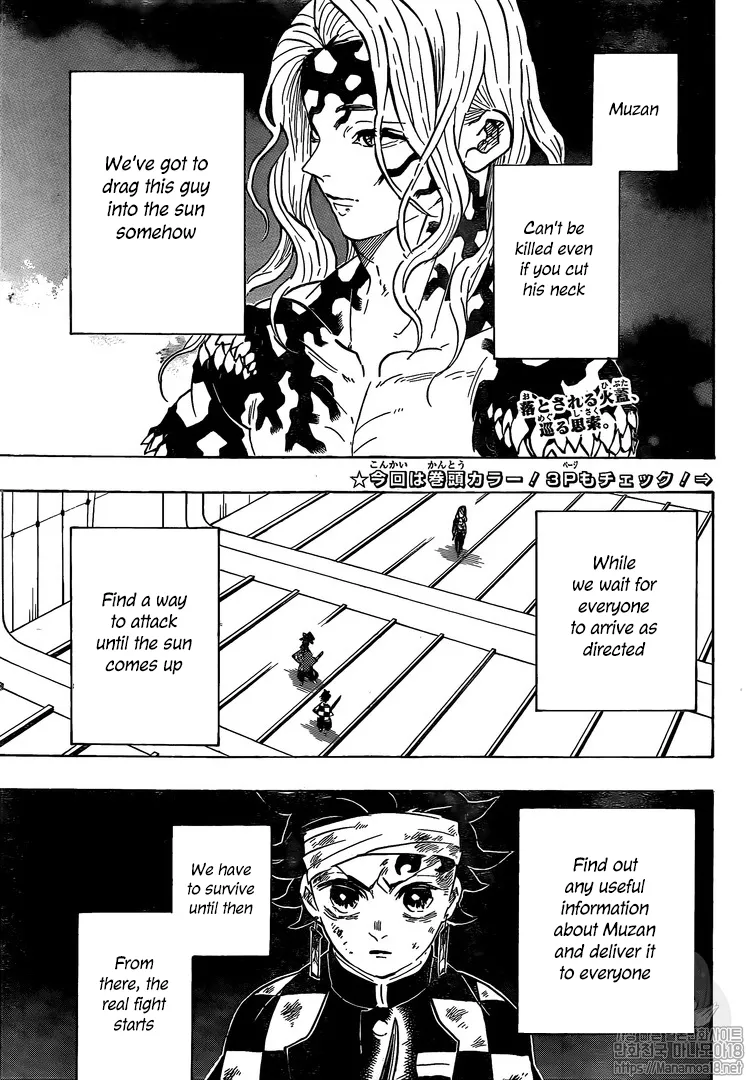 Muzan
Can't be
killed even
if you cut
his neck
We've got to
drag this guy
into the sun
somehow
落とされる火蓋、
巡る思索。
★今回は巻頭カラー！3Pもチェック！⇒
While
we wait for
everyone
to arrive as
directed
Find a way
to attack
until the sun
comes up
Find out
any useful
information
about Muzan
and deliver it
to everyone
We have
to survive
until then
From
there, the
real fight
starts
https://Manamoa18.net